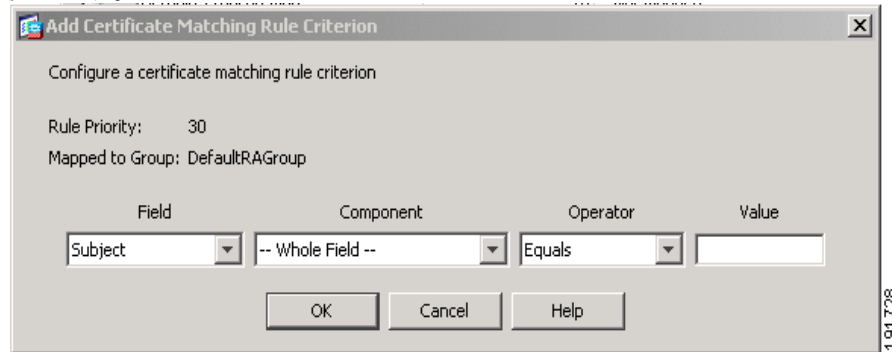 Add Certificate Matching Rule Criterion
Configure a certificate matching rule criterion
Rule Priority: 30
Mapped to Group: DefaultRAGroup
Field Component Operator Value
Subject -- Whole Field -- Equals
OK Cancel Help
191728